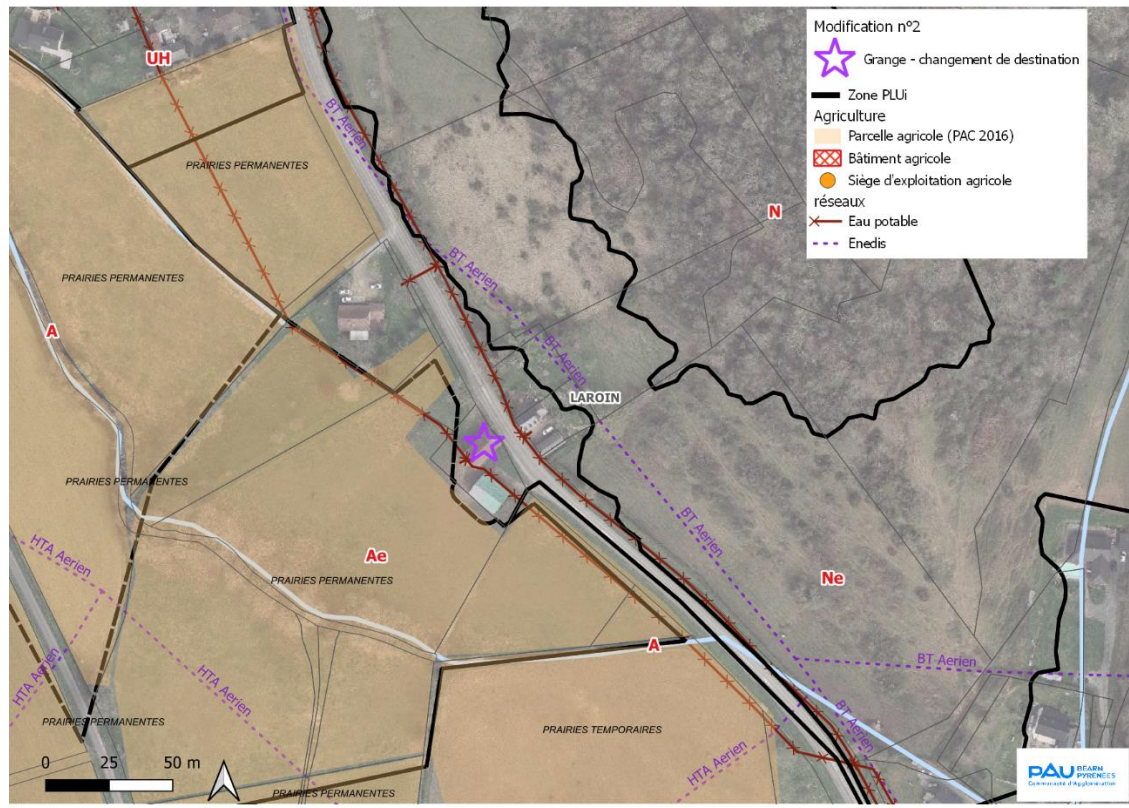 Modification n°2
Grange - changement de destination
Zone PLUi
Agriculture
Parcelle agricole (PAC 2016)
Bâtiment agricole
Siège d'exploitation agricole
réseaux
Eau potable
Enedis
UH
BT Aerien
PRAIRIES PERMANENTES
N
BT Aerien
PRAIRIES PERMANENTES
A
BT Aerien
LAROIN
PRAIRIES PERMANENTES
HTA Aerien
Ae
PRAIRIES PERMANENTES
BT Aerien
Ne
A
BT Aerien
HTA Aerien
HTA Aerien
BT Aerien
PRAIRIES PERMANENTES
PRAIRIES TEMPORAIRES
HTA Aerien
0 25 50 m
PRAIRIES PERMANENTES
PAU BÉARN
PYRÉNÉES
Communauté d'Agglomération